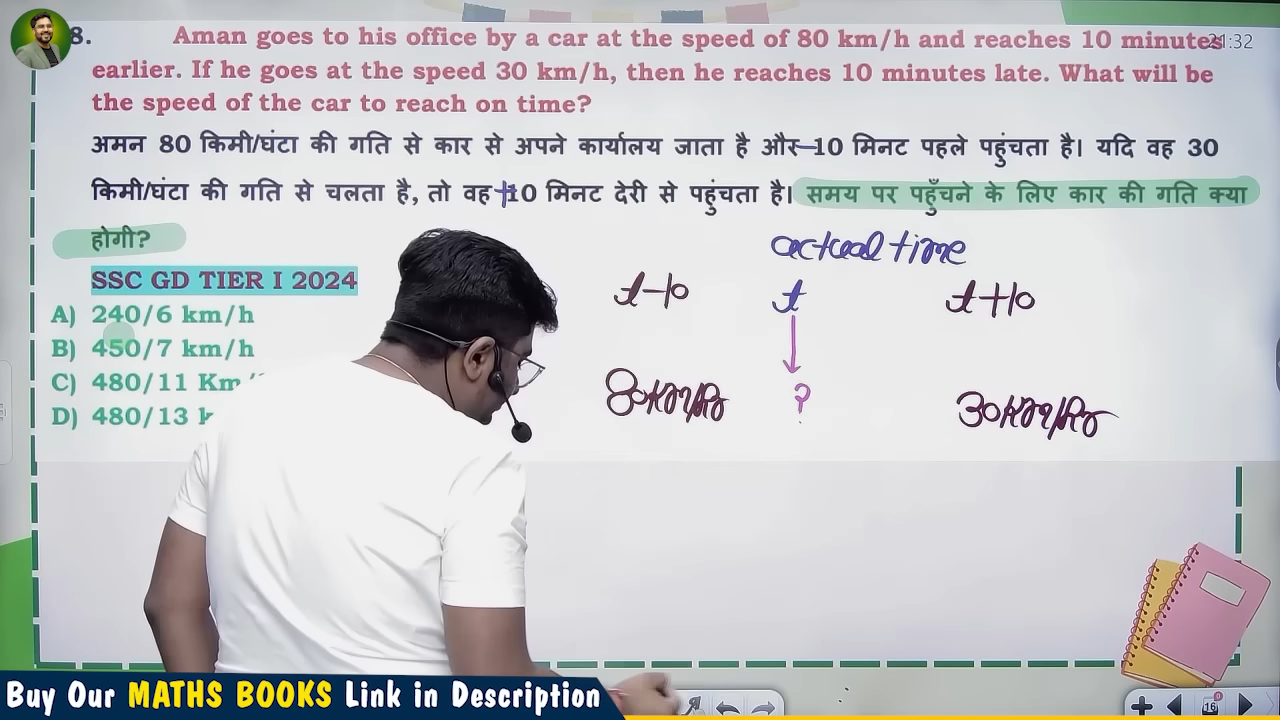 8. Aman goes to his office by a car at the speed of 80 km/h and reaches 10 minutes
21:32
earlier. If he goes at the speed 30 km/h, then he reaches 10 minutes late. What will be
the speed of the car to reach on time?
अमन 80 किमी/घंटा की गति से कार से अपने कार्यालय जाता है और -10 मिनट पहले पहुंचता है। यदि वह 30
किमी/घंटा की गति से चलता है, तो वह +10 मिनट देरी से पहुंचता है। समय पर पहुँचने के लिए कार की गति क्या
होगी?
actual time
SSC GD TIER I 2024
t-10 t t+10
A) 240/6 km/h
B) 450/7 km/h
C) 480/11 Km
D) 480/13
80km/hr ? 30km/hr
16
Buy Our MATHS BOOKS Link in Description